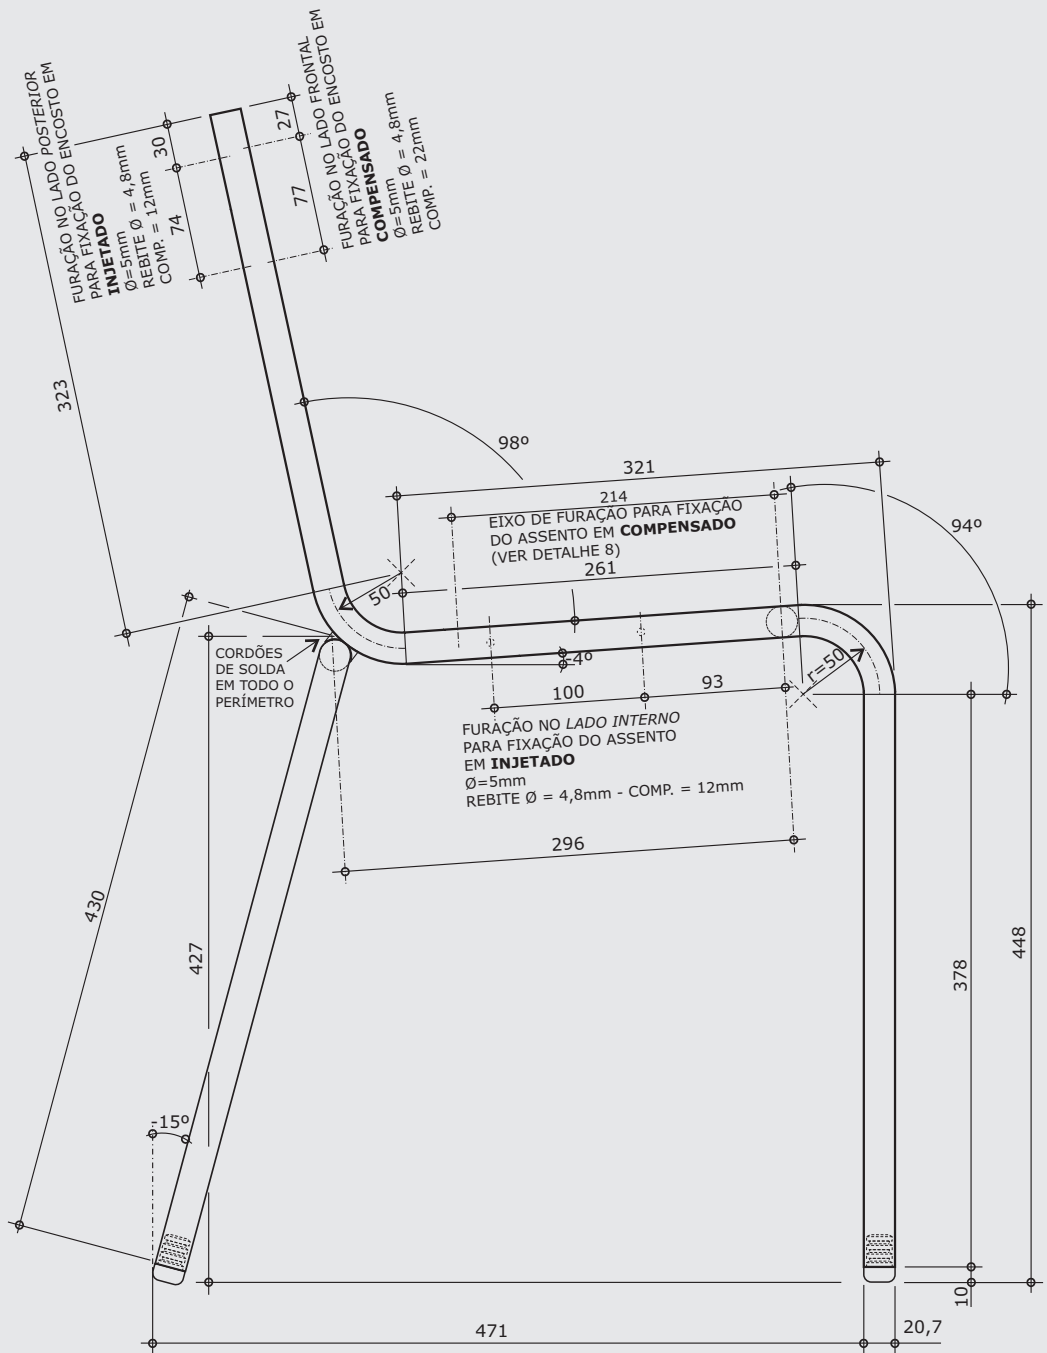 FURAÇÃO NO LADO POSTERIOR
PARA FIXAÇÃO DO ENCOSTO EM
INJETADO
Ø=5mm
REBITE Ø = 4,8mm
COMP. = 12mm
30
74
27
77
FURAÇÃO NO LADO FRONTAL
PARA FIXAÇÃO DO ENCOSTO EM
COMPENSADO
Ø=5mm
REBITE Ø = 4,8mm
COMP. = 22mm
323
98º
321
214
EIXO DE FURAÇÃO PARA FIXAÇÃO
DO ASSENTO EM COMPENSADO
(VER DETALHE 8)
261
94º
50
CORDÕES
DE SOLDA
EM TODO O
PERÍMETRO
-4º
r=50
100
93
FURAÇÃO NO LADO INTERNO
PARA FIXAÇÃO DO ASSENTO
EM INJETADO
Ø=5mm
REBITE Ø = 4,8mm - COMP. = 12mm
296
430
427
378
448
-15º
10
471
20,7